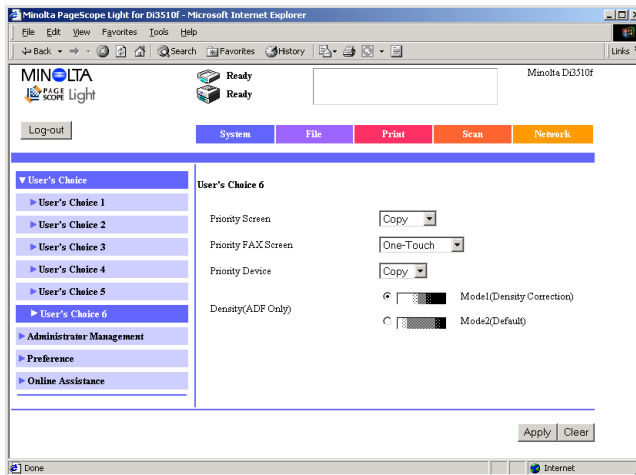 Minolta PageScope Light for Di3510f - Microsoft Internet Explorer
File Edit View Favorites Tools Help
Back Search Favorites History Links
MINOLTA
PAGE SCOPE Light
Ready
Ready
Minolta Di3510f
Log-out
System File Print Scan Network
User's Choice
User's Choice 1
User's Choice 2
User's Choice 3
User's Choice 4
User's Choice 5
User's Choice 6
Administrator Management
Preference
Online Assistance
User's Choice 6
Priority Screen Copy
Priority FAX Screen One-Touch
Priority Device Copy
Density(ADF Only)
Mode1(Density Correction)
Mode2(Default)
Apply Clear
Done Internet